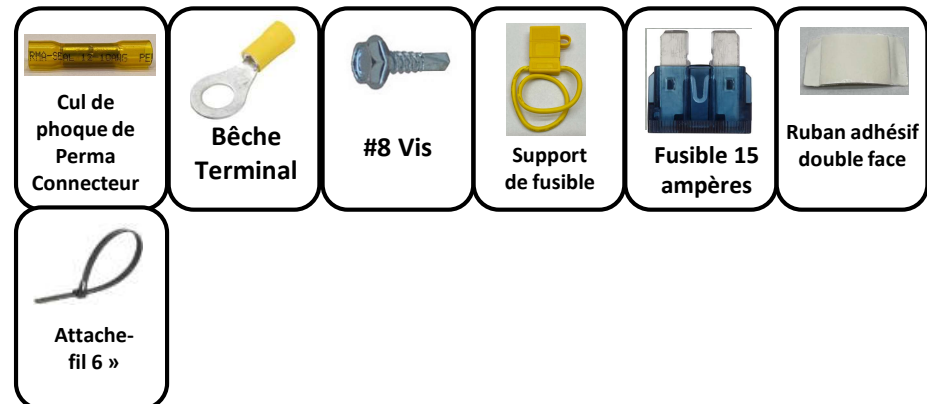 Cul de
phoque de
Perma
Connecteur
Bêche
Terminal
#8 Vis
Support
de fusible
Fusible 15
ampères
Ruban adhésif
double face
Attache-
fil 6 »